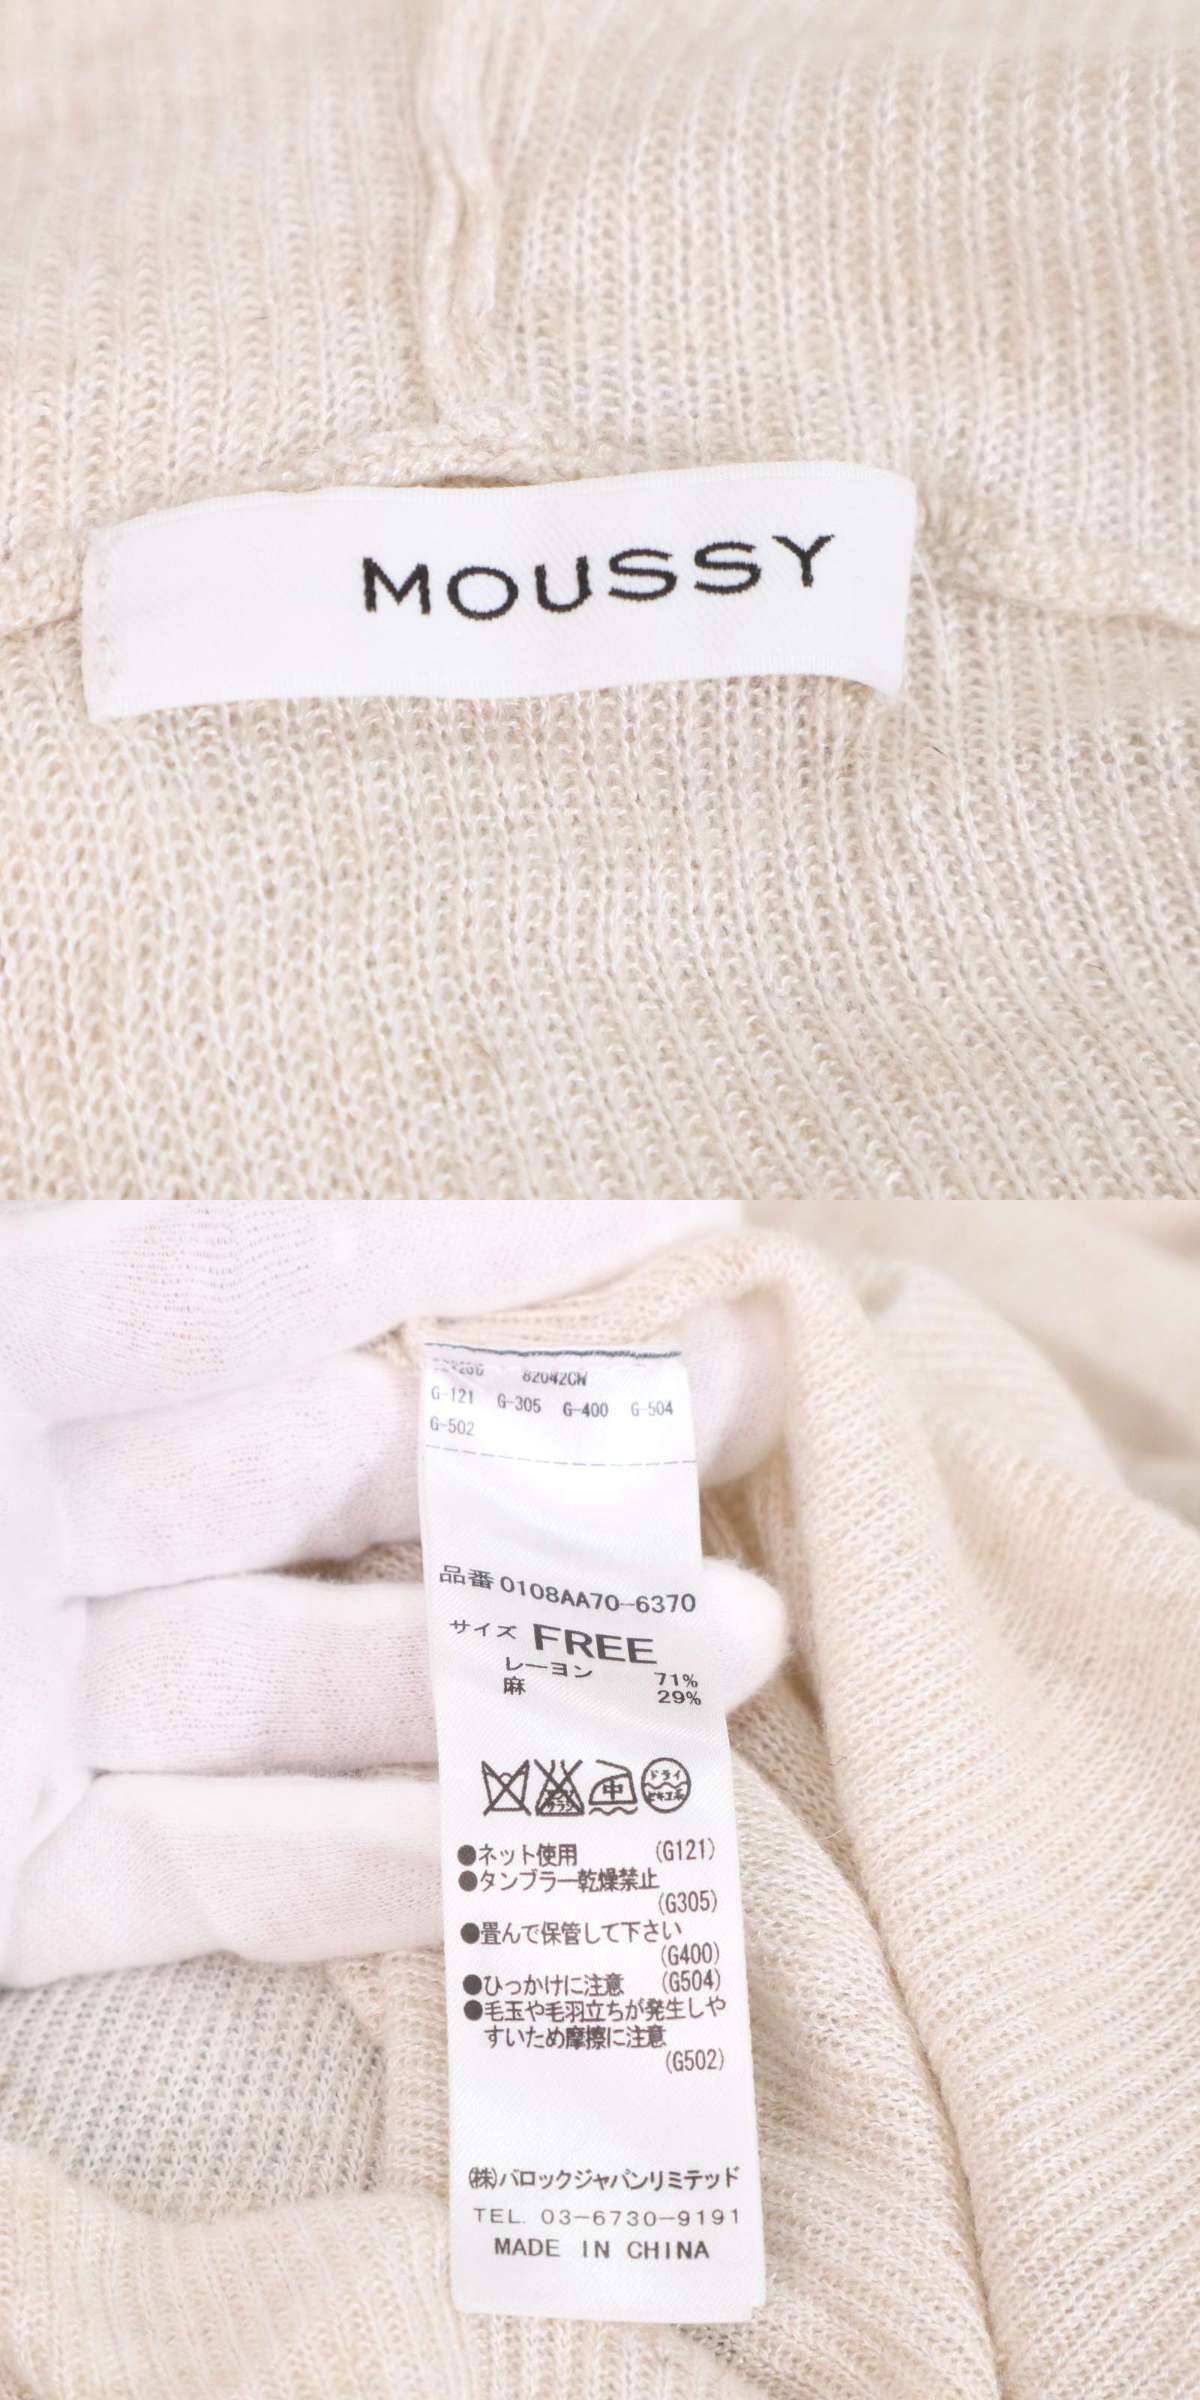 MOUSSY
82042CN
G-121 G-305 G-400 G-504
G-502
品番 0108AA70-6370
サイズ FREE
レーヨン 71%
麻 29%
中 ドライ
●ネット使用 (G121)
●タンブラー乾燥禁止
(G305)
●畳んで保管して下さい
(G400)
●ひっかけに注意 (G504)
●毛玉や毛羽立ちが発生しや
すいため摩擦に注意
(G502)
㈱バロックジャパンリミテッド
TEL. 03-6730-9191
MADE IN CHINA